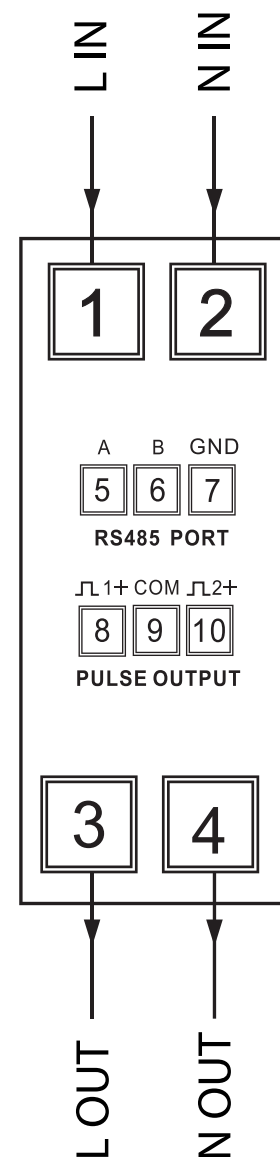 L IN N IN
1 2
A B GND
5 6 7
RS485 PORT
⎍ 1+ COM ⎍2+
8 9 10
PULSE OUTPUT
3 4
L OUT N OUT